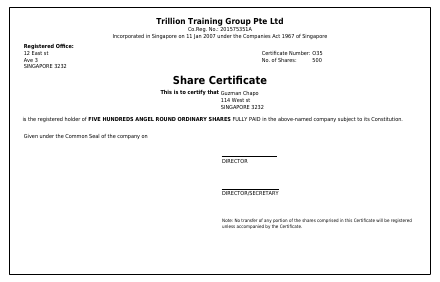 Trillion Training Group Pte Ltd
Co.Reg. No.: 201575351A
Incorporated in Singapore on 11 Jan 2007 under the Companies Act 1967 of Singapore
Registered Office:
12 East st
Ave 3
SINGAPORE 3232
Certificate Number: O35
No. of Shares: 500
Share Certificate
This is to certify that Guzman Chapo
114 West st
SINGAPORE 3232
is the registered holder of FIVE HUNDREDS ANGEL ROUND ORDINARY SHARES FULLY PAID in the above-named company subject to its Constitution.
Given under the Common Seal of the company on
DIRECTOR
DIRECTOR/SECRETARY
Note: No transfer of any portion of the shares comprised in this Certificate will be registered
unless accompanied by the Certificate.